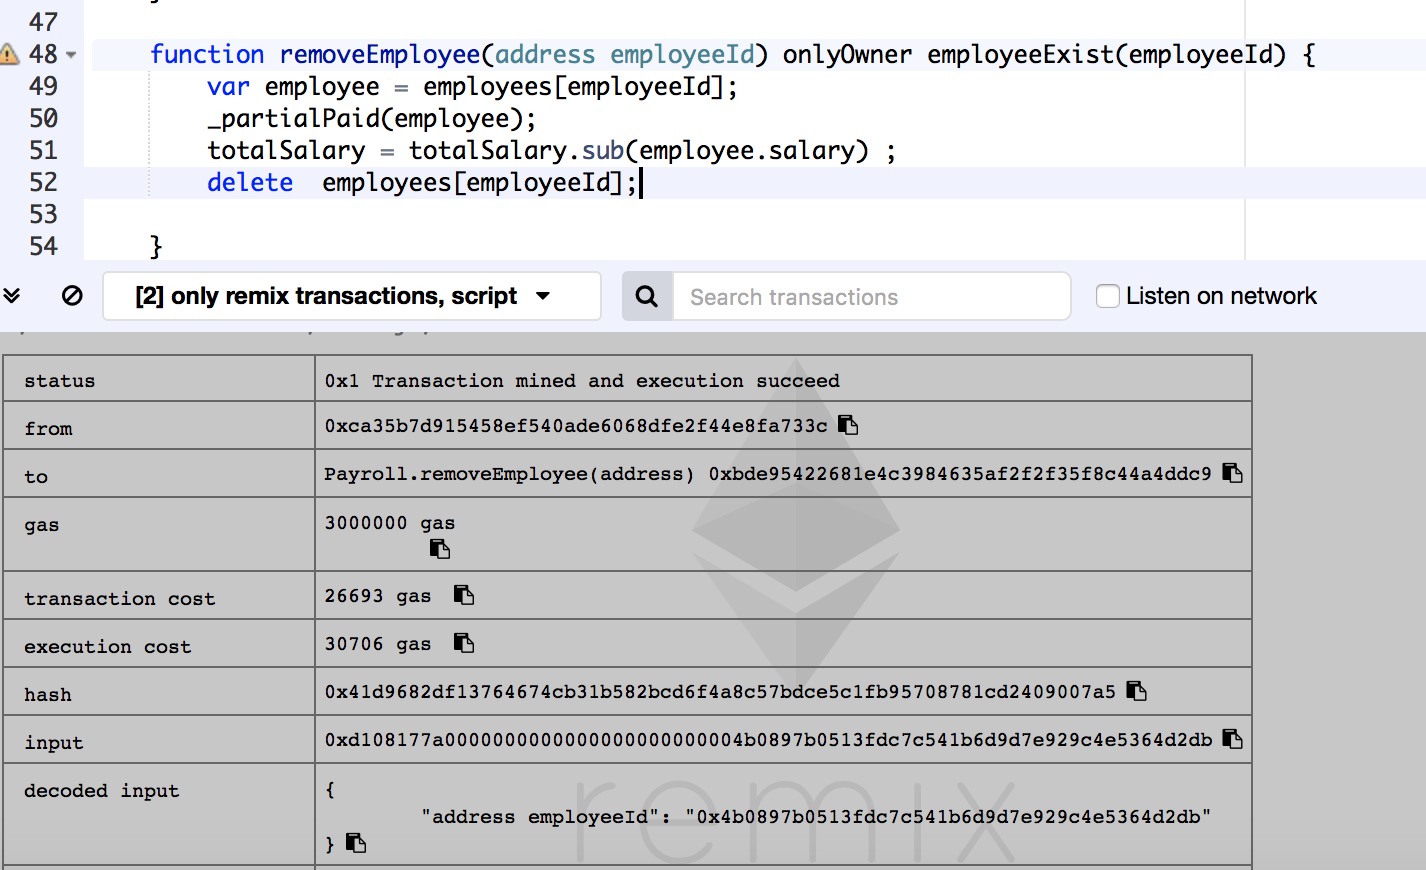 47
48 function removeEmployee(address employeeId) onlyOwner employeeExist(employeeId) {
49 var employee = employees[employeeId];
50 _partialPaid(employee);
51 totalSalary = totalSalary.sub(employee.salary) ;
52 delete  employees[employeeId];
53
54 }
[2] only remix transactions, script
Search transactions
Listen on network
status 0x1 Transaction mined and execution succeed
from 0xca35b7d915458ef540ade6068dfe2f44e8fa733c
to Payroll.removeEmployee(address) 0xbde95422681e4c3984635af2f2f35f8c44a4ddc9
gas 3000000 gas
transaction cost 26693 gas
execution cost 30706 gas
hash 0x41d9682df13764674cb31b582bcd6f4a8c57bdce5c1fb95708781cd2409007a5
input 0xd108177a0000000000000000000000004b0897b0513fdc7c541b6d9d7e929c4e5364d2db
decoded input {
"address employeeId": "0x4b0897b0513fdc7c541b6d9d7e929c4e5364d2db"
}
remix